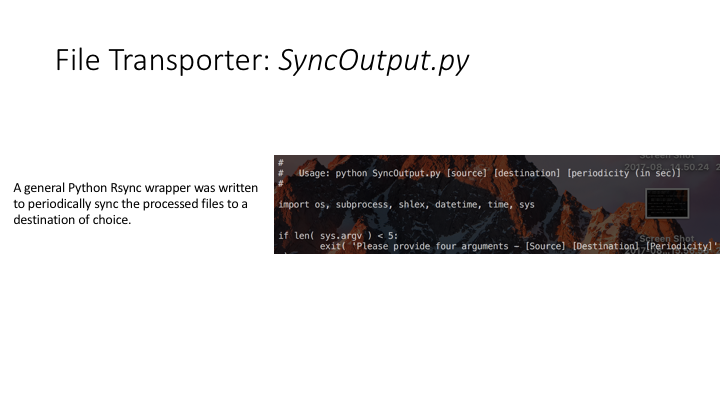 File Transporter: SyncOutput.py
A general Python Rsync wrapper was written
to periodically sync the processed files to a
destination of choice.
#
#   Usage: python SyncOutput.py [source] [destination] [periodicity (in sec)]
#
import os, subprocess, shlex, datetime, time, sys
if len( sys.argv ) < 5:
exit( 'Please provide four arguments – [Source] [Destination] [Periodicity]'
Screen Shot
2017-08...14.50.24
Screen Shot